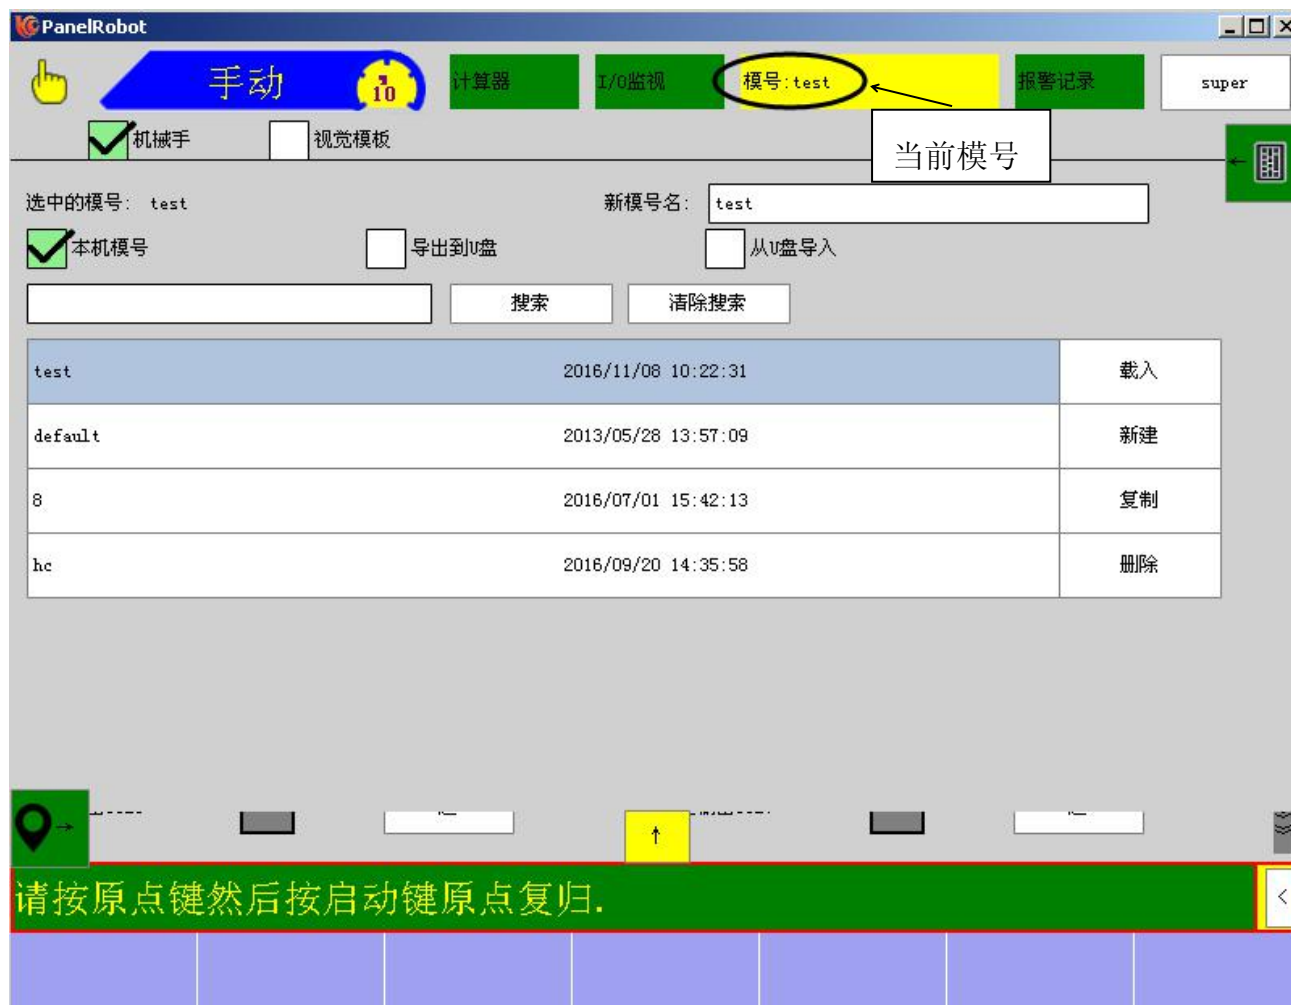 PanelRobot
手动
10
计算器
I/O监视
模号:test
报警记录
super
机械手
视觉模板
当前模号
选中的模号: test
新模号名: test
本机模号
导出到U盘
从U盘导入
搜索
清除搜索
test 2016/11/08 10:22:31 载入
default 2013/05/28 13:57:09 新建
8 2016/07/01 15:42:13 复制
hc 2016/09/20 14:35:58 删除
请按原点键然后按启动键原点复归.